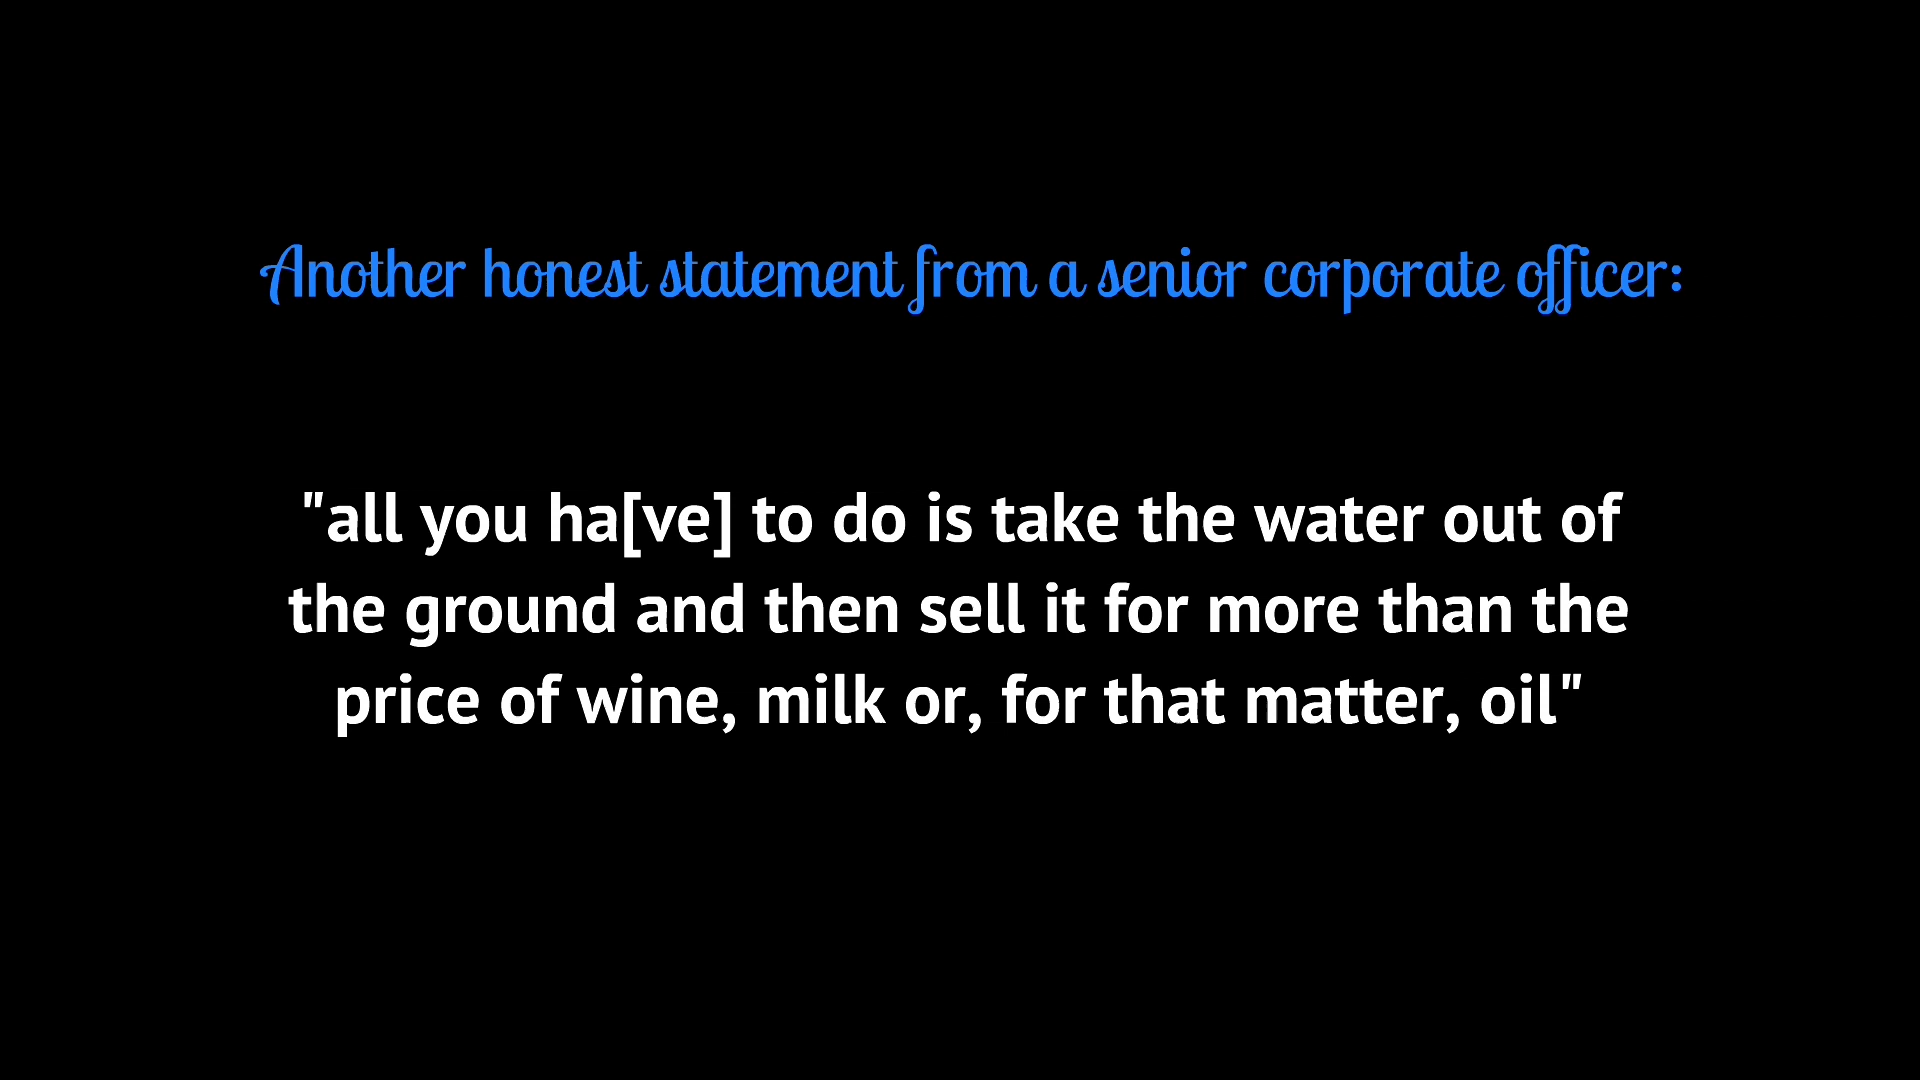 Another honest statement from a senior corporate officer:
"all you ha[ve] to do is take the water out of
the ground and then sell it for more than the
price of wine, milk or, for that matter, oil"